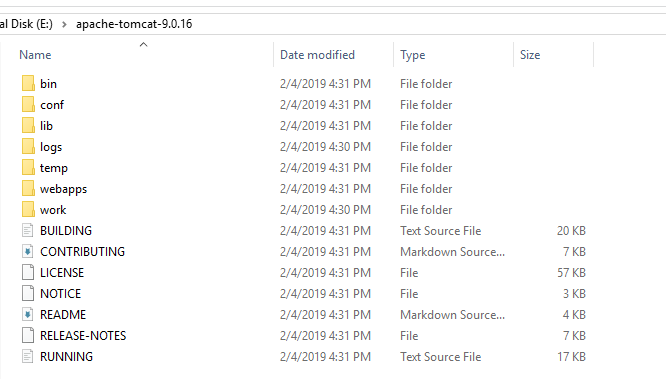 al Disk (E:) > apache-tomcat-9.0.16
Name Date modified Type Size
bin 2/4/2019 4:31 PM File folder
conf 2/4/2019 4:31 PM File folder
lib 2/4/2019 4:31 PM File folder
logs 2/4/2019 4:30 PM File folder
temp 2/4/2019 4:31 PM File folder
webapps 2/4/2019 4:31 PM File folder
work 2/4/2019 4:30 PM File folder
BUILDING 2/4/2019 4:31 PM Text Source File 20 KB
CONTRIBUTING 2/4/2019 4:31 PM Markdown Source... 7 KB
LICENSE 2/4/2019 4:31 PM File 57 KB
NOTICE 2/4/2019 4:31 PM File 3 KB
README 2/4/2019 4:31 PM Markdown Source... 4 KB
RELEASE-NOTES 2/4/2019 4:31 PM File 7 KB
RUNNING 2/4/2019 4:31 PM Text Source File 17 KB